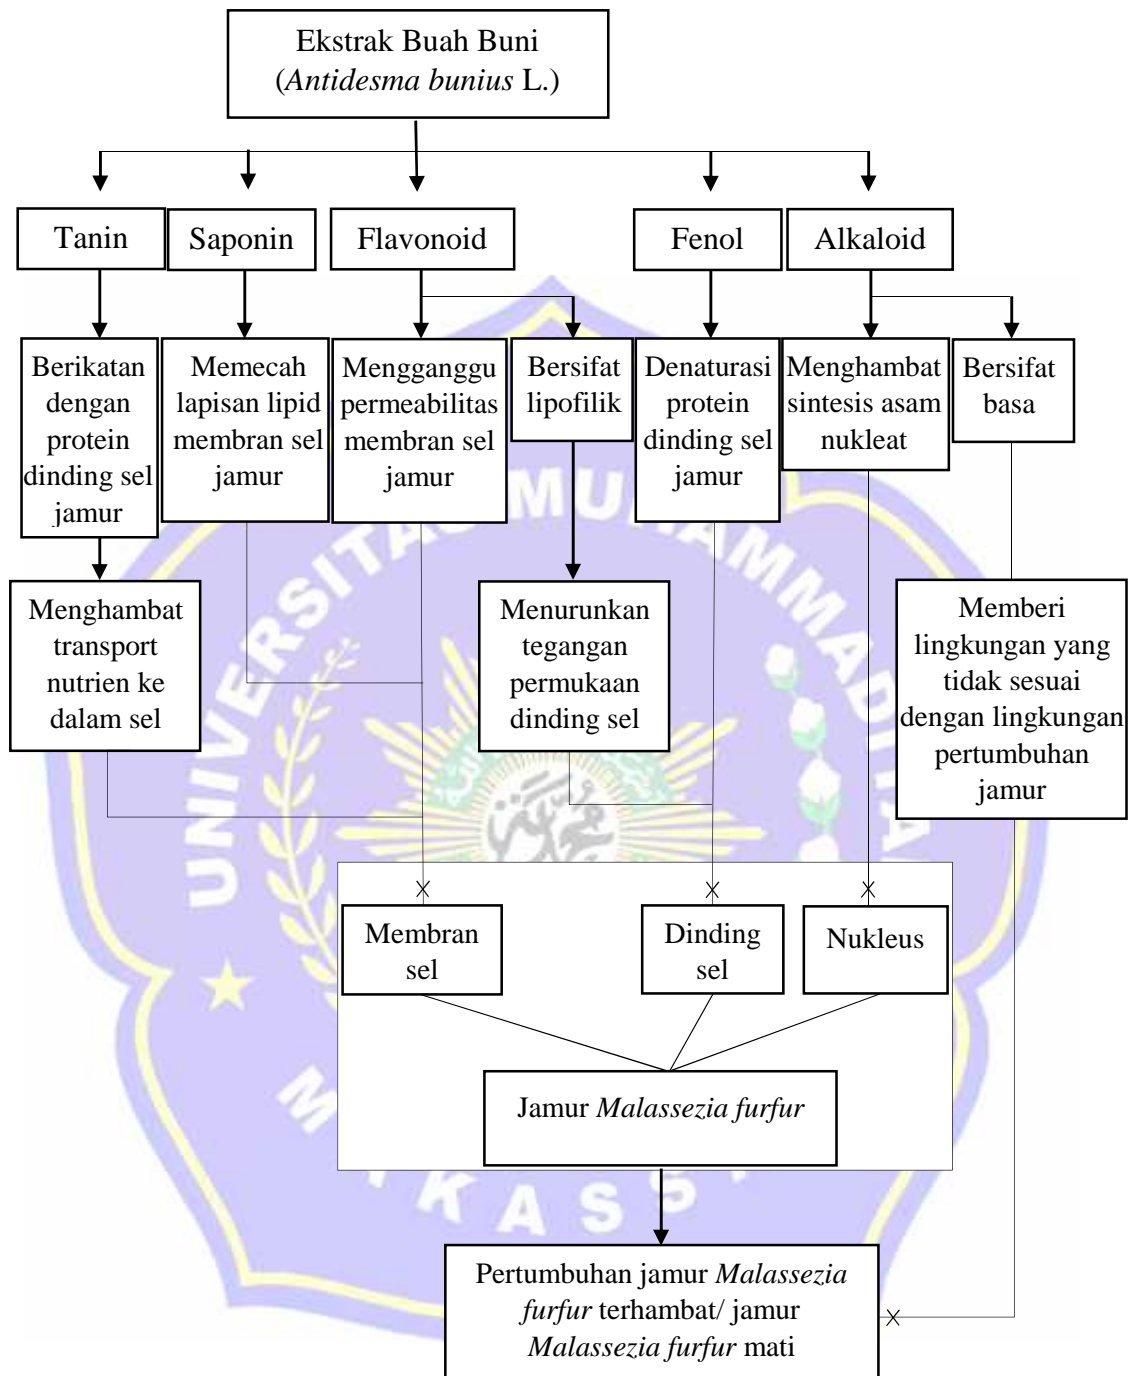 Ekstrak Buah Buni
(Antidesma bunius L.)
Tanin
Saponin
Flavonoid
Fenol
Alkaloid
Berikatan
dengan
protein
dinding sel
jamur
Memecah
lapisan lipid
membran sel
jamur
Mengganggu
permeabilitas
membran sel
jamur
Bersifat
lipofilik
Denaturasi
protein
dinding sel
jamur
Menghambat
sintesis asam
nukleat
Bersifat
basa
Menghambat
transport
nutrien ke
dalam sel
Menurunkan
tegangan
permukaan
dinding sel
Memberi
lingkungan yang
tidak sesuai
dengan lingkungan
pertumbuhan
jamur
Membran
sel
Dinding
sel
Nukleus
Jamur Malassezia furfur
Pertumbuhan jamur Malassezia
furfur terhambat/ jamur
Malassezia furfur mati